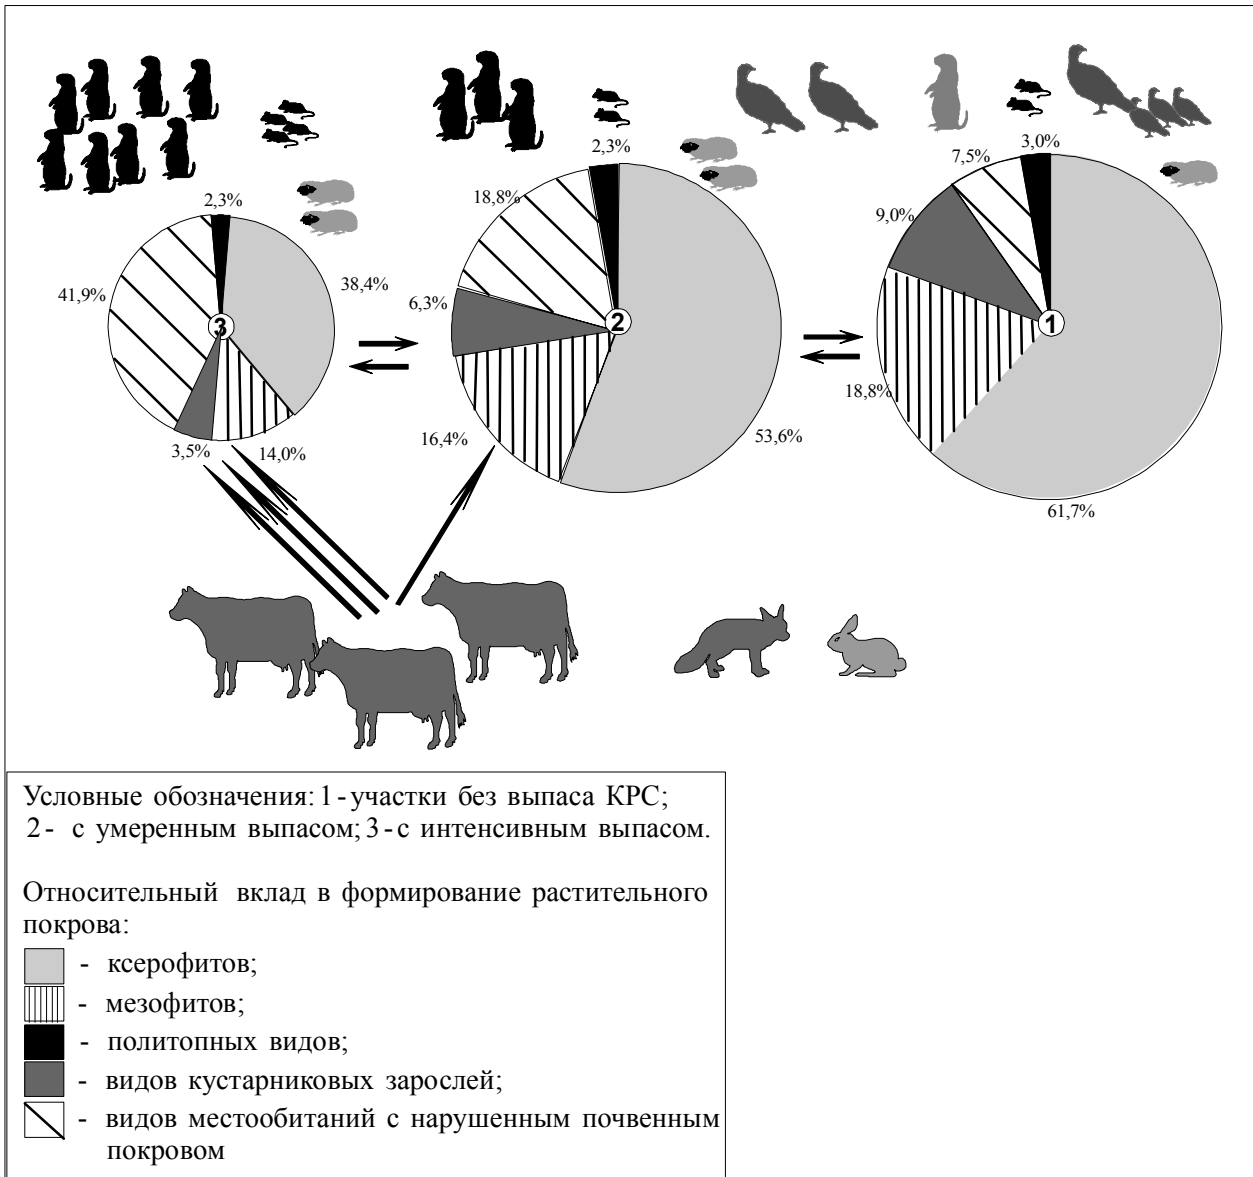 2,3%
38,4%
41,9%
3
3,5%
14,0%
2,3%
18,8%
6,3%
2
16,4%
53,6%
3,0%
7,5%
9,0%
1
18,8%
61,7%
Условные обозначения: 1 - участки без выпаса КРС;
2 - с умеренным выпасом; 3 - с интенсивным выпасом.
Относительный вклад в формирование растительного
покрова:
- ксерофитов;
- мезофитов;
- политопных видов;
- видов кустарниковых зарослей;
- видов местообитаний с нарушенным почвенным
покровом